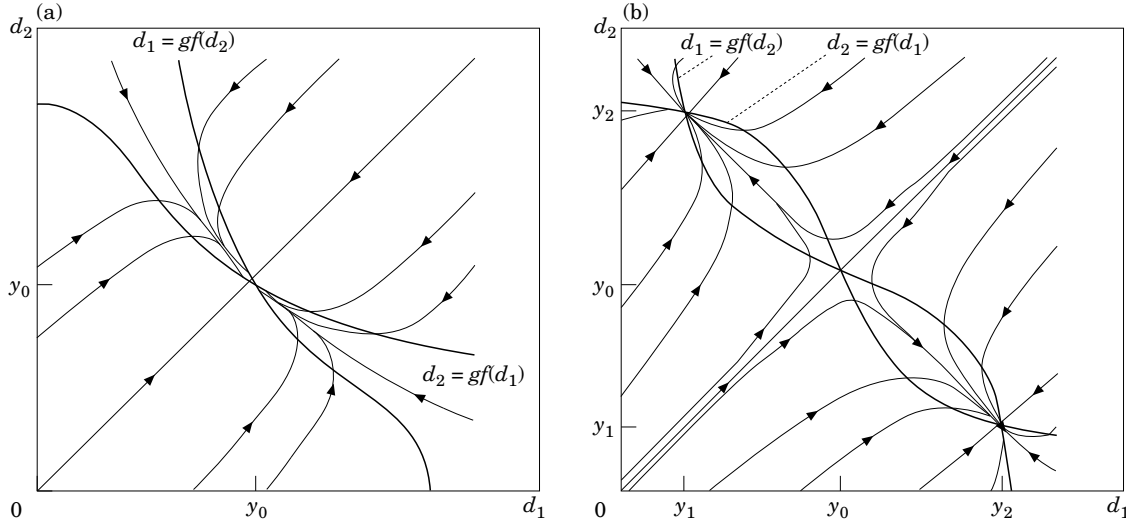 (a)
d₂
d₁ = gf(d₂)
y₀
d₂ = gf(d₁)
0
y₀
d₁
(b)
d₂
d₁ = gf(d₂)
d₂ = gf(d₁)
y₂
y₀
y₁
0
y₁
y₀
y₂
d₁